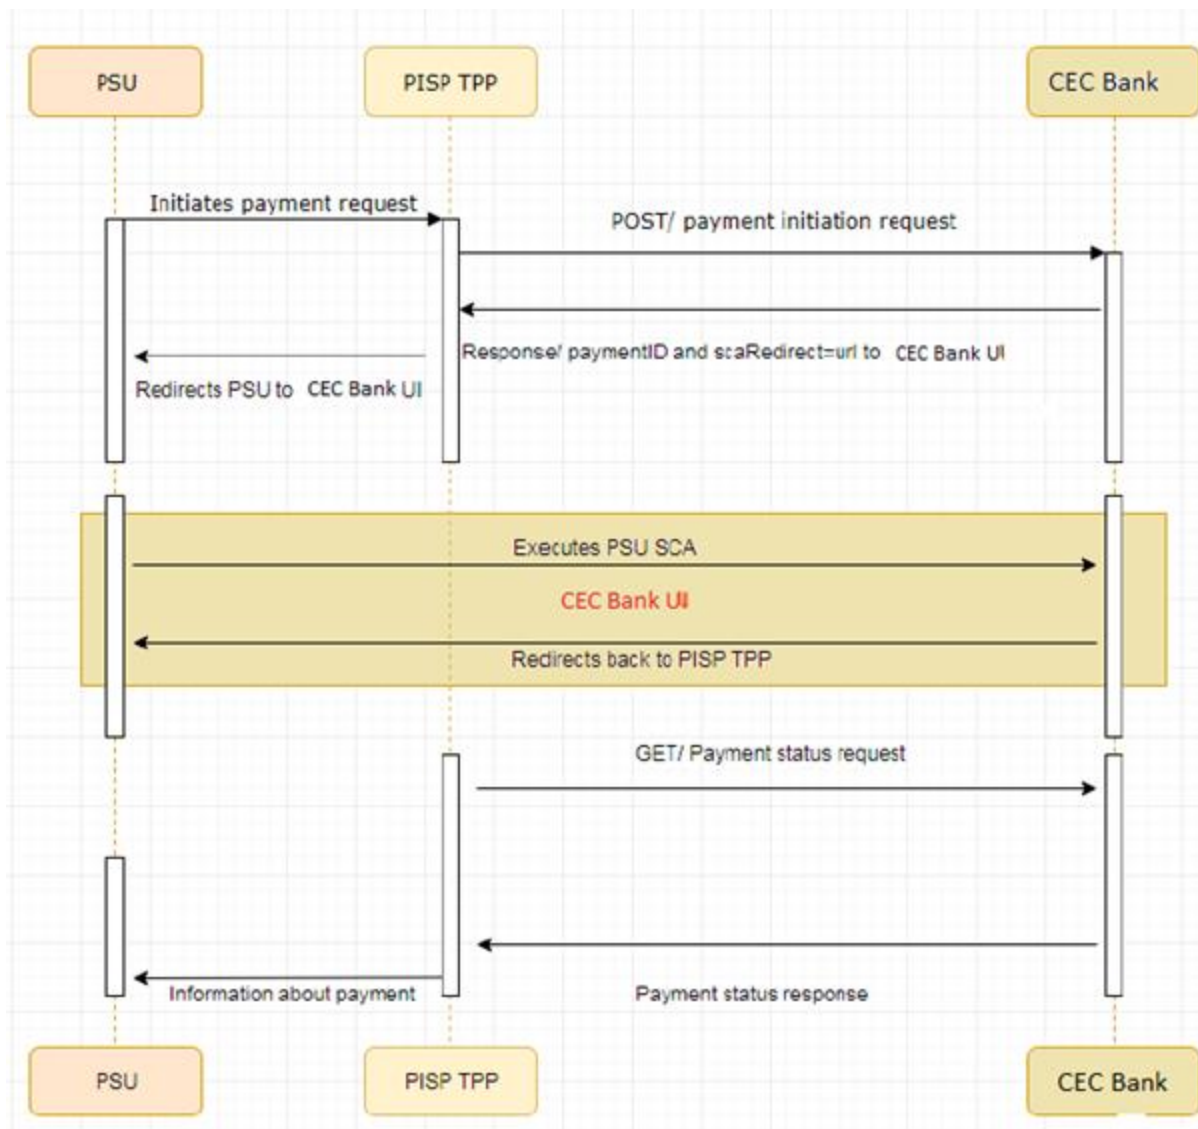 PSU
PISP TPP
CEC Bank
Initiates payment request
POST/ payment initiation request
Response/ paymentID and scaRedirect=url to CEC Bank UI
Redirects PSU to CEC Bank UI
Executes PSU SCA
CEC Bank UI
Redirects back to PISP TPP
GET/ Payment status request
Information about payment
Payment status response
PSU
PISP TPP
CEC Bank